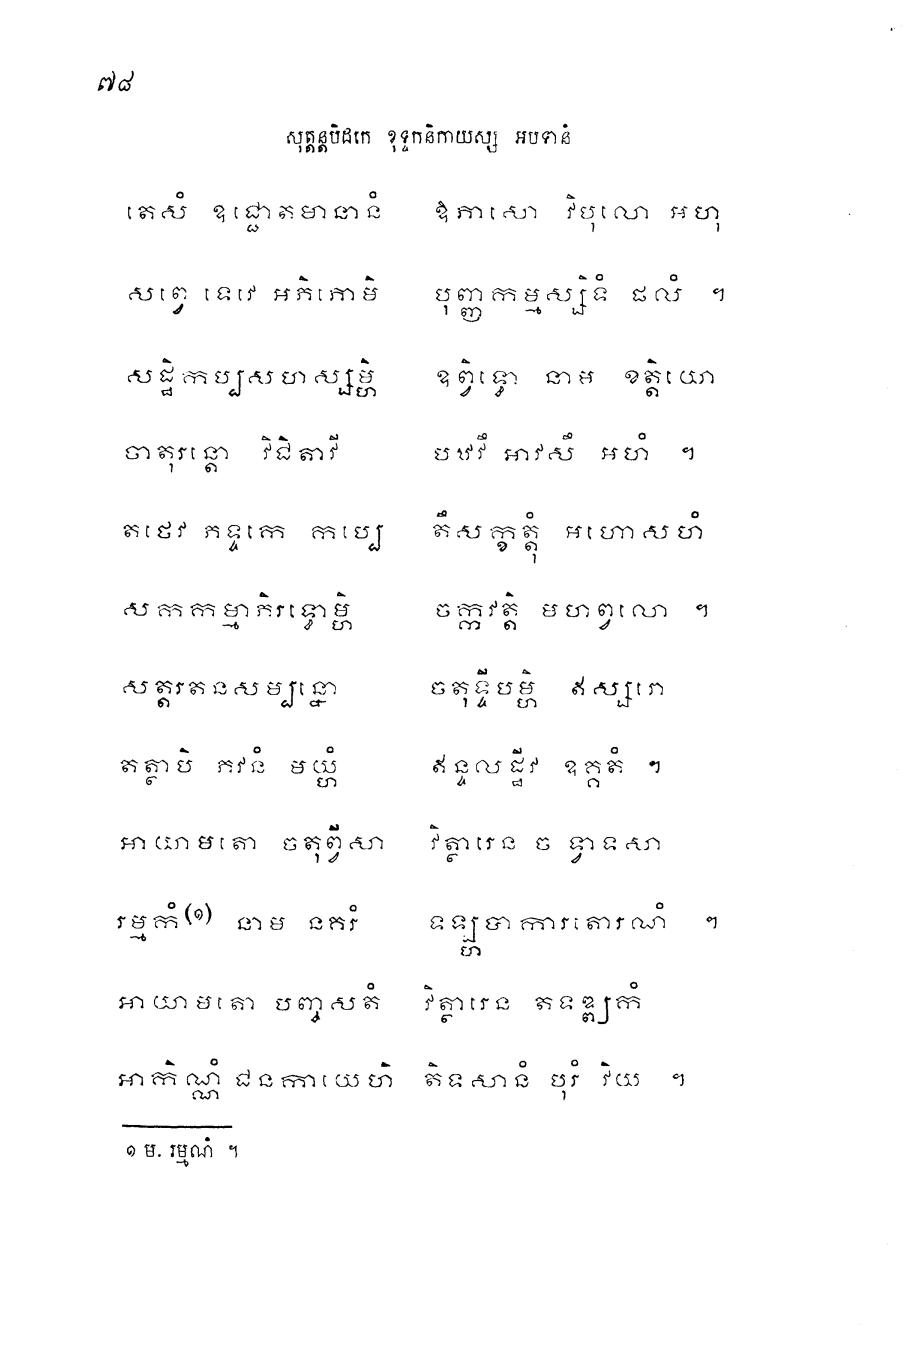 ៧៨
សុត្តន្តបិដកេ ខុទ្ទកនិកាយស្ស អបទានំ
តេសំ ឧជ្ជោតមានានំ ឱភាសោ វិបុលោ អហុ
សព្វេ ទេវេ អភិភោមិ បុញ្ញកម្មស្សិទំ ផលំ ។
សដ្ឋិកប្បសហស្សម្ហិ ឧព្វិទ្ធោ នាម ខត្តិយោ
ចាតុរន្តោ វិជិតាវី បឋវឹ អាវសឹ អហំ ។
តថេវ ភទ្ទកេ កប្បេ តឹសក្ខត្តុំ អហោសហំ
សកកម្មាភិរទ្ធោម្ហិ ចក្កវត្តិ មហព្វលោ ។
សត្តរតនសម្បន្នោ ចតុទ្ទីបម្ហិ ឥស្សរោ
តត្ថាបិ ភវនំ មយ្ហំ ឥន្ទលដ្ឋីវ ឧគ្គតំ ។
អាយាមតោ ចតុព្វីសា វិត្ថារេន ច ទ្វាទសា
រម្មកំ(១) នាម នគរំ ទឡ្ហបាការតោរណំ ។
អាយាមតោ បញ្ចសតំ វិត្ថារេន តទឌ្ឍកំ
អាកិណ្ណំ ជនកាយេហិ តិទសានំ បុរំ វិយ ។
១ ម. រម្មណំ ។